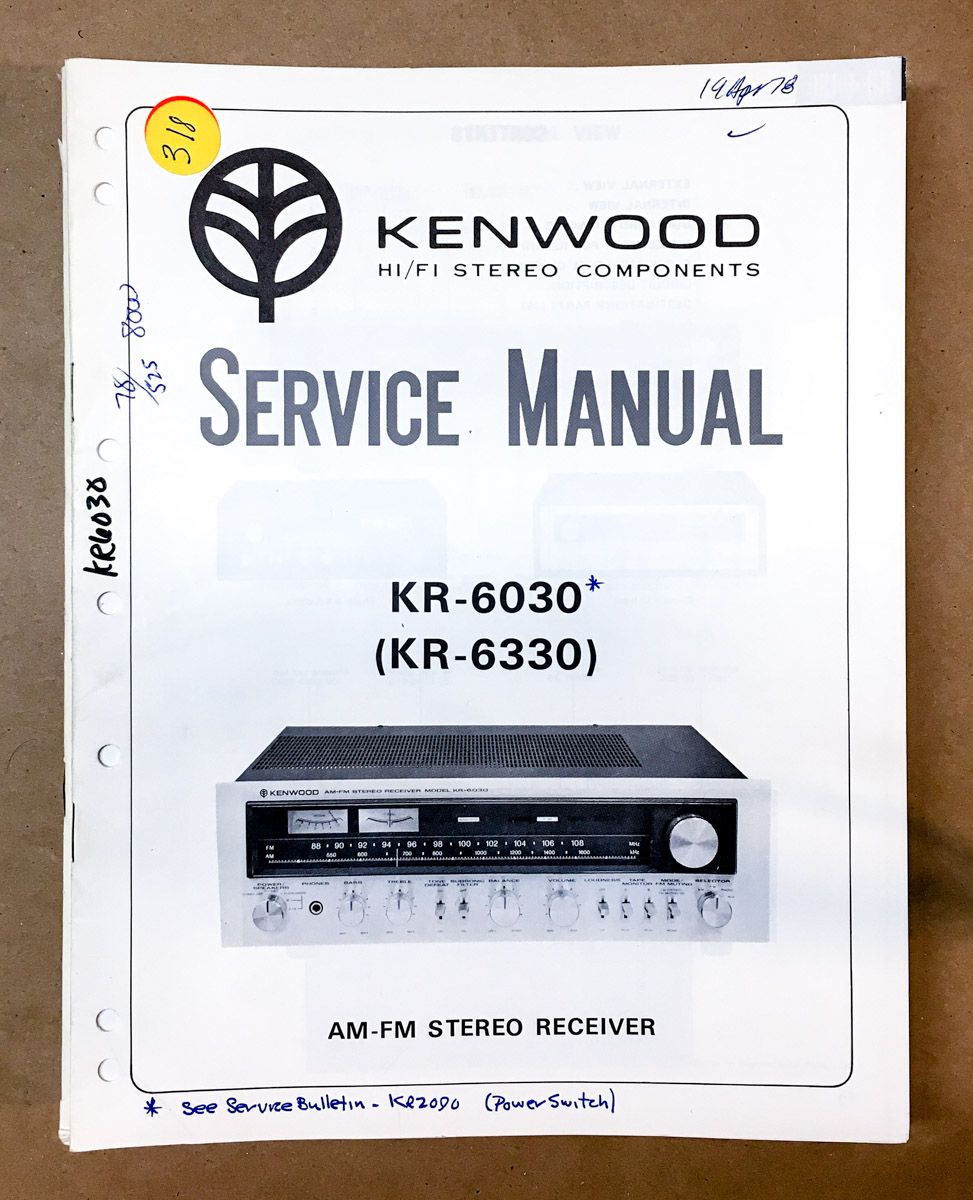 19 Apr 78
318
KENWOOD
HI/FI STEREO COMPONENTS
78/ 8000
525
SERVICE MANUAL
KR6030
KR-6030*
(KR-6330)
KENWOOD AM-FM STEREO RECEIVER MODEL KR-6030
FM 88 90 92 94 96 98 100 102 104 106 108 MHz
AM 550 600 700 800 1000 1200 1400 1600 kHz
POWER/SPEAKERS PHONES BASS TREBLE TONE DEFEAT SUBSONIC FILTER BALANCE VOLUME LOUDNESS TAPE MONITOR MODE/FM MUTING SELECTOR
AM-FM STEREO RECEIVER
* See Service Bulletin - KR2090 (Power Switch)